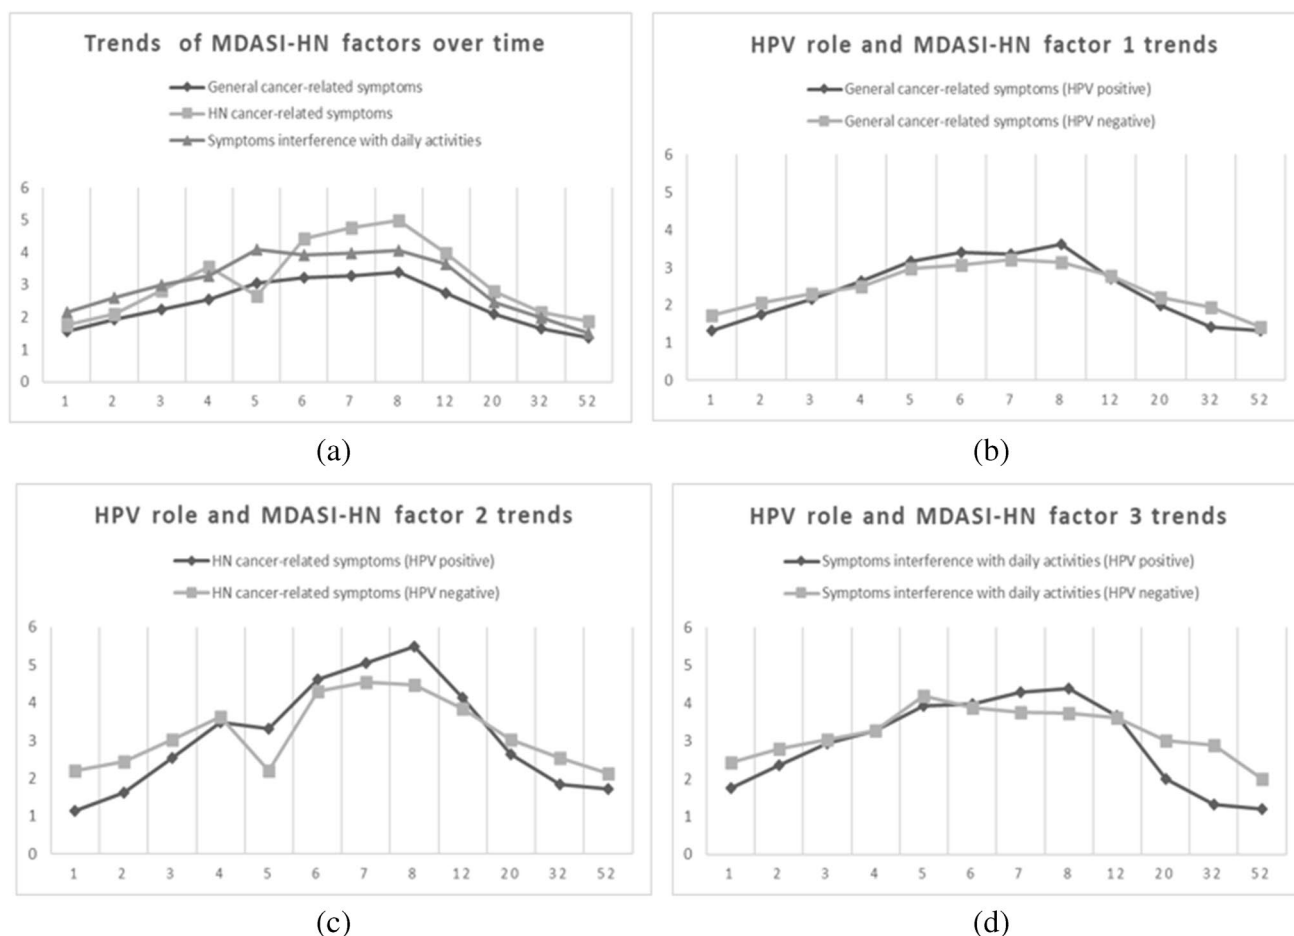 Trends of MDASI-HN factors over time
General cancer-related symptoms
HN cancer-related symptoms
Symptoms interference with daily activities
6
5
4
3
2
1
0
1 2 3 4 5 6 7 8 12 20 32 52
(a)
HPV role and MDASI-HN factor 1 trends
General cancer-related symptoms (HPV positive)
General cancer-related symptoms (HPV negative)
6
5
4
3
2
1
0
1 2 3 4 5 6 7 8 12 20 32 52
(b)
HPV role and MDASI-HN factor 2 trends
HN cancer-related symptoms (HPV positive)
HN cancer-related symptoms (HPV negative)
6
5
4
3
2
1
0
1 2 3 4 5 6 7 8 12 20 32 52
(c)
HPV role and MDASI-HN factor 3 trends
Symptoms interference with daily activities (HPV positive)
Symptoms interference with daily activities (HPV negative)
6
5
4
3
2
1
0
1 2 3 4 5 6 7 8 12 20 32 52
(d)